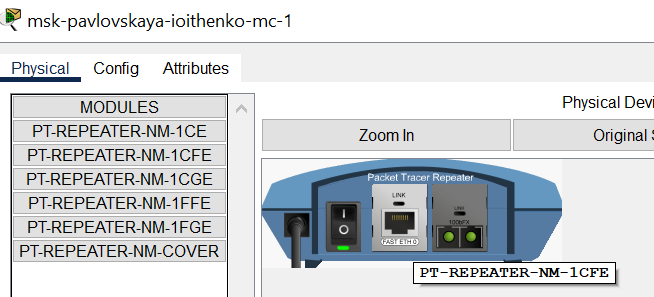 msk-pavlovskaya-ioithenko-mc-1
Physical Config Attributes
MODULES
PT-REPEATER-NM-1CE
PT-REPEATER-NM-1CFE
PT-REPEATER-NM-1CGE
PT-REPEATER-NM-1FFE
PT-REPEATER-NM-1FGE
PT-REPEATER-NM-COVER
Physical Devi
Zoom In
Original S
Packet Tracer Repeater
LINK
LINK
FAST ETH 0
100bFX
PT-REPEATER-NM-1CFE